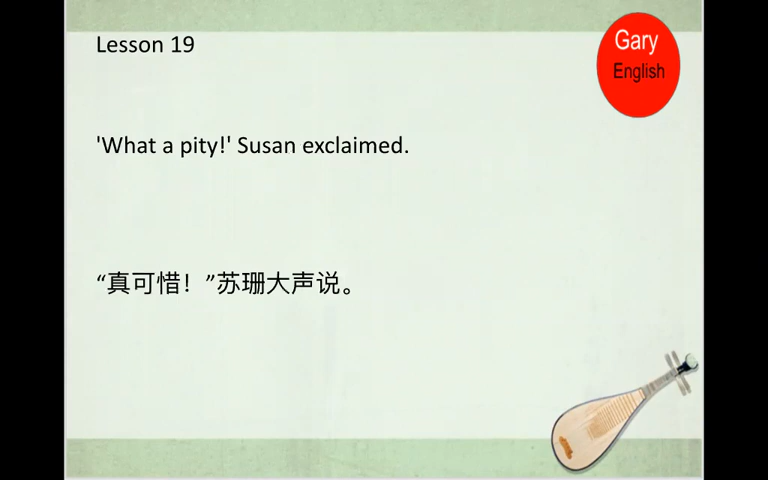 Lesson 19
Gary
English
'What a pity!' Susan exclaimed.
“真可惜！”苏珊大声说。